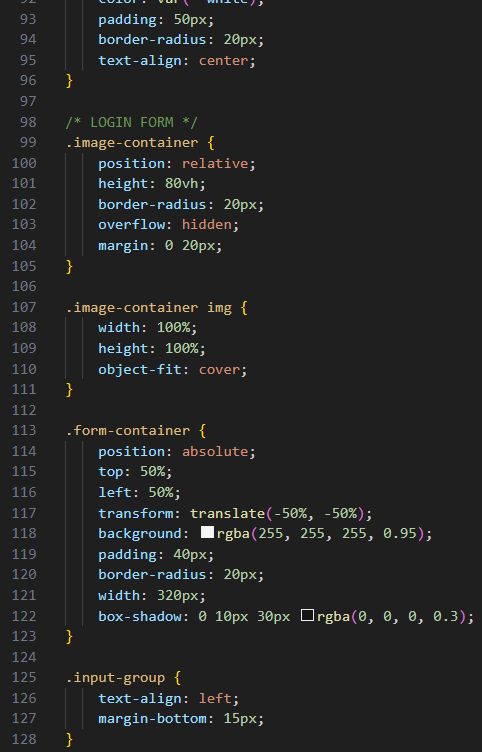 92 color: var(--white);
93 padding: 50px;
94 border-radius: 20px;
95 text-align: center;
96 }
97
98 /* LOGIN FORM */
99 .image-container {
100 position: relative;
101 height: 80vh;
102 border-radius: 20px;
103 overflow: hidden;
104 margin: 0 20px;
105 }
106
107 .image-container img {
108 width: 100%;
109 height: 100%;
110 object-fit: cover;
111 }
112
113 .form-container {
114 position: absolute;
115 top: 50%;
116 left: 50%;
117 transform: translate(-50%, -50%);
118 background: rgba(255, 255, 255, 0.95);
119 padding: 40px;
120 border-radius: 20px;
121 width: 320px;
122 box-shadow: 0 10px 30px rgba(0, 0, 0, 0.3);
123 }
124
125 .input-group {
126 text-align: left;
127 margin-bottom: 15px;
128 }